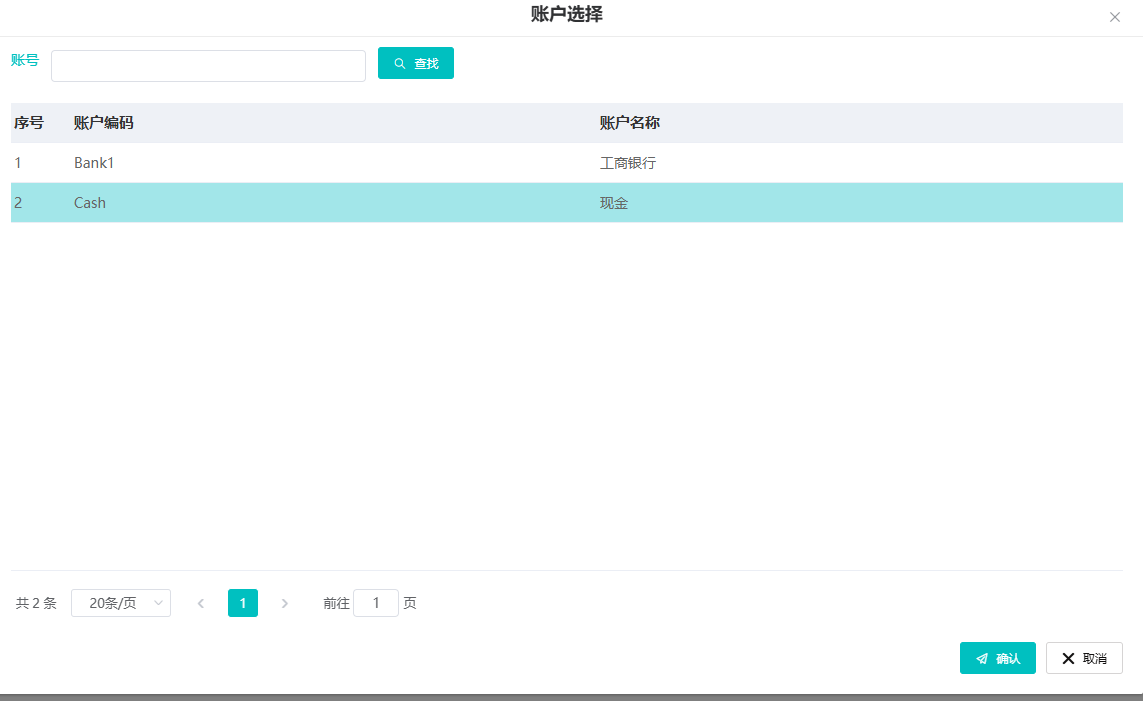 账户选择
账号 查找
序号 账户编码 账户名称
1 Bank1 工商银行
2 Cash 现金
共 2 条 20条/页 1 前往 1 页
确认 取消